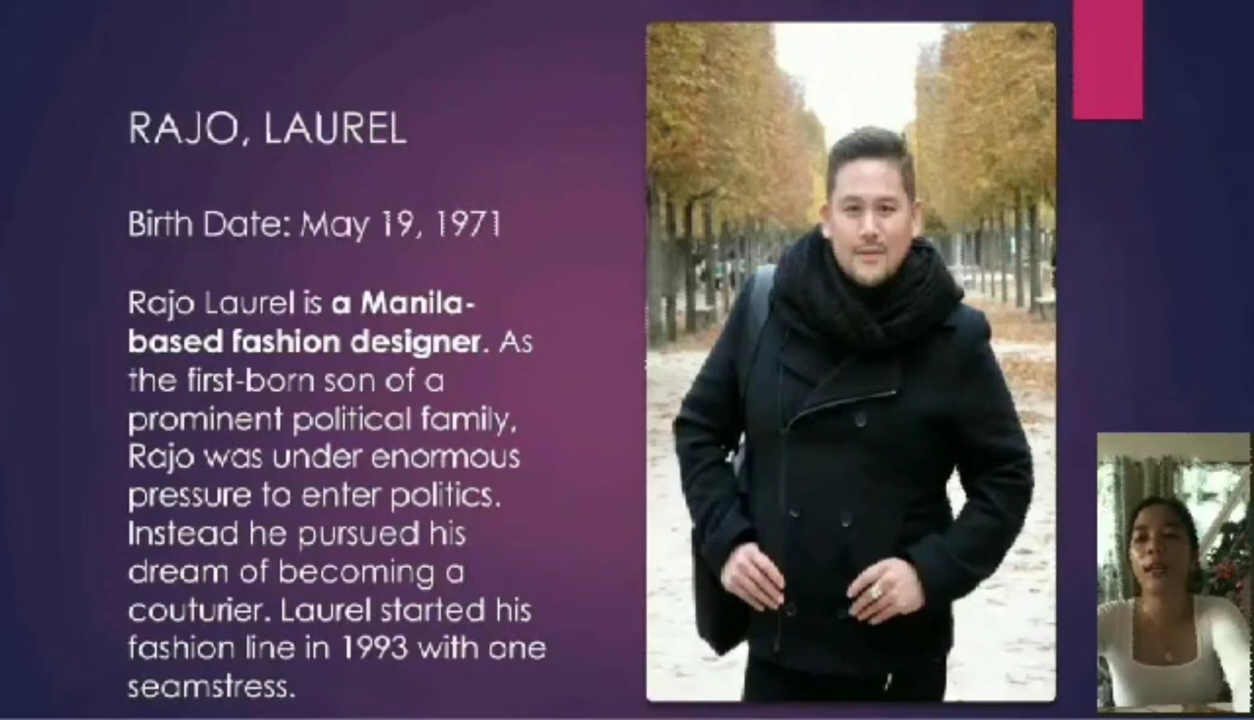 RAJO, LAUREL
Birth Date: May 19, 1971
Rajo Laurel is a Manila-
based fashion designer. As
the first-born son of a
prominent political family,
Rajo was under enormous
pressure to enter politics.
Instead he pursued his
dream of becoming a
couturier. Laurel started his
fashion line in 1993 with one
seamstress.